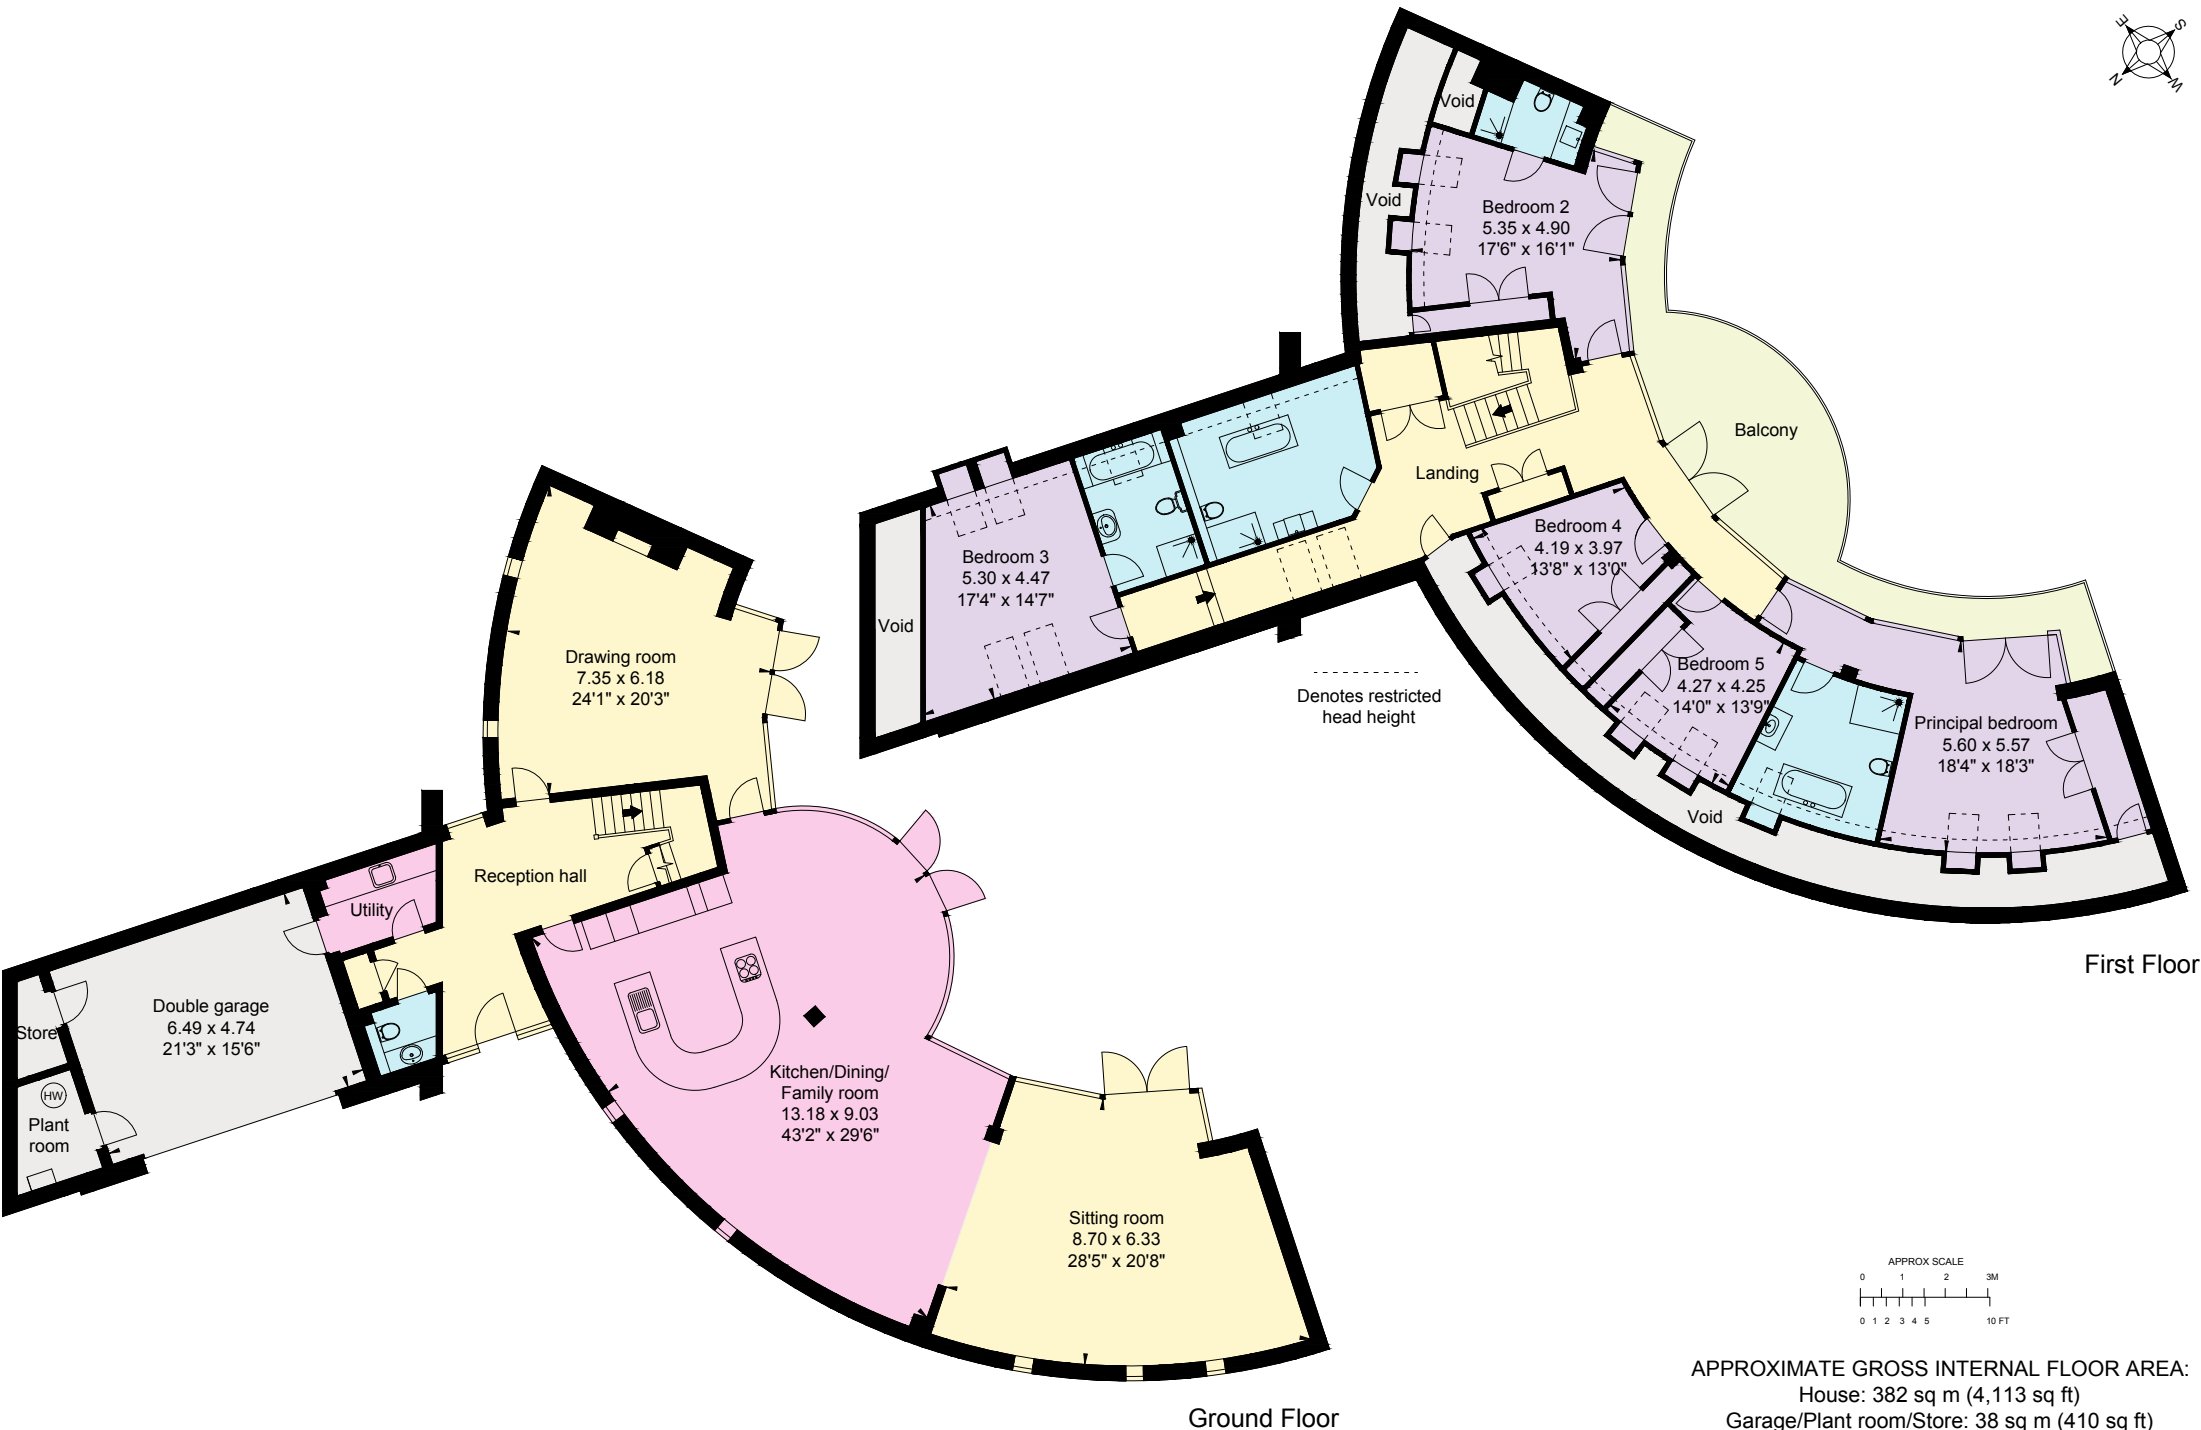 E
S
N
W
Void
Void
Bedroom 2
5.35 x 4.90
17'6" x 16'1"
Balcony
Landing
Bedroom 3
5.30 x 4.47
17'4" x 14'7"
Void
Bedroom 4
4.19 x 3.97
13'8" x 13'0"
Bedroom 5
4.27 x 4.25
14'0" x 13'9"
Principal bedroom
5.60 x 5.57
18'4" x 18'3"
Void
Denotes restricted
head height
First Floor
Drawing room
7.35 x 6.18
24'1" x 20'3"
Reception hall
Utility
Double garage
6.49 x 4.74
21'3" x 15'6"
Store
HW
Plant
room
Kitchen/Dining/
Family room
13.18 x 9.03
43'2" x 29'6"
Sitting room
8.70 x 6.33
28'5" x 20'8"
Ground Floor
APPROX SCALE
0 1 2 3M
0 1 2 3 4 5 10 FT
APPROXIMATE GROSS INTERNAL FLOOR AREA:
House: 382 sq m (4,113 sq ft)
Garage/Plant room/Store: 38 sq m (410 sq ft)